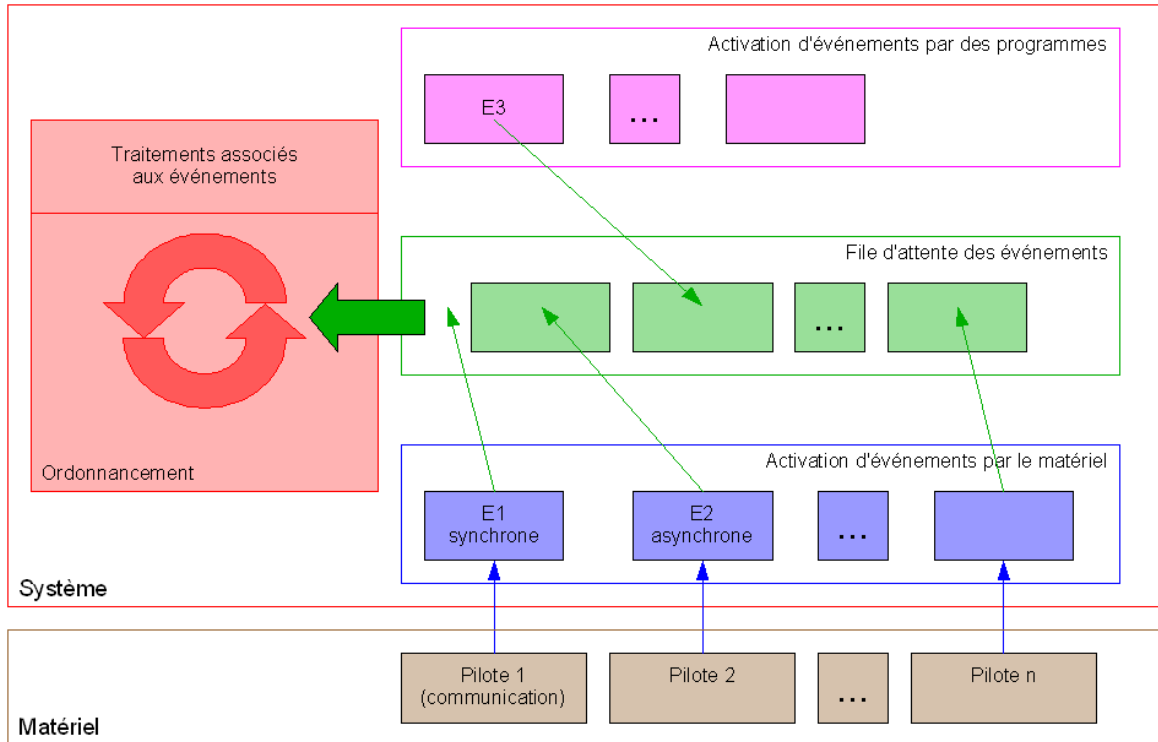 Activation d'événements par des programmes
E3
...
Traitements associés
aux événements
File d'attente des événements
...
Ordonnancement
Activation d'événements par le matériel
E1
synchrone
E2
asynchrone
...
Système
Pilote 1
(communication)
Pilote 2
...
Pilote n
Matériel